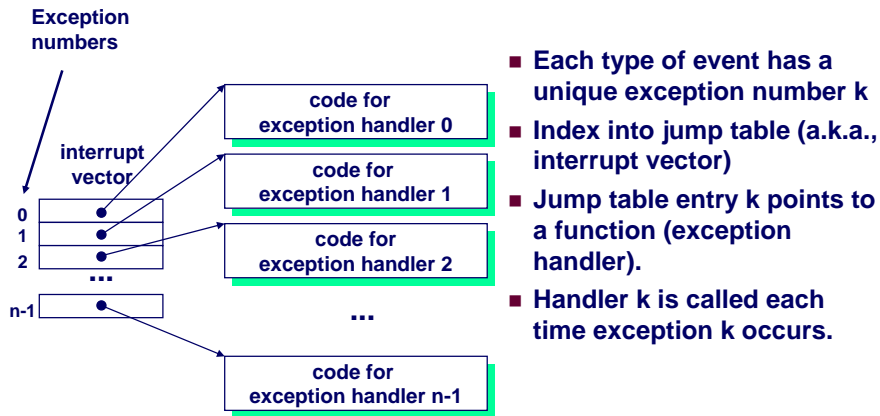 Exception
numbers
interrupt
vector
0
1
2
...
n-1
code for
exception handler 0
code for
exception handler 1
code for
exception handler 2
...
code for
exception handler n-1
■ Each type of event has a
unique exception number k
■ Index into jump table (a.k.a.,
interrupt vector)
■ Jump table entry k points to
a function (exception
handler).
■ Handler k is called each
time exception k occurs.